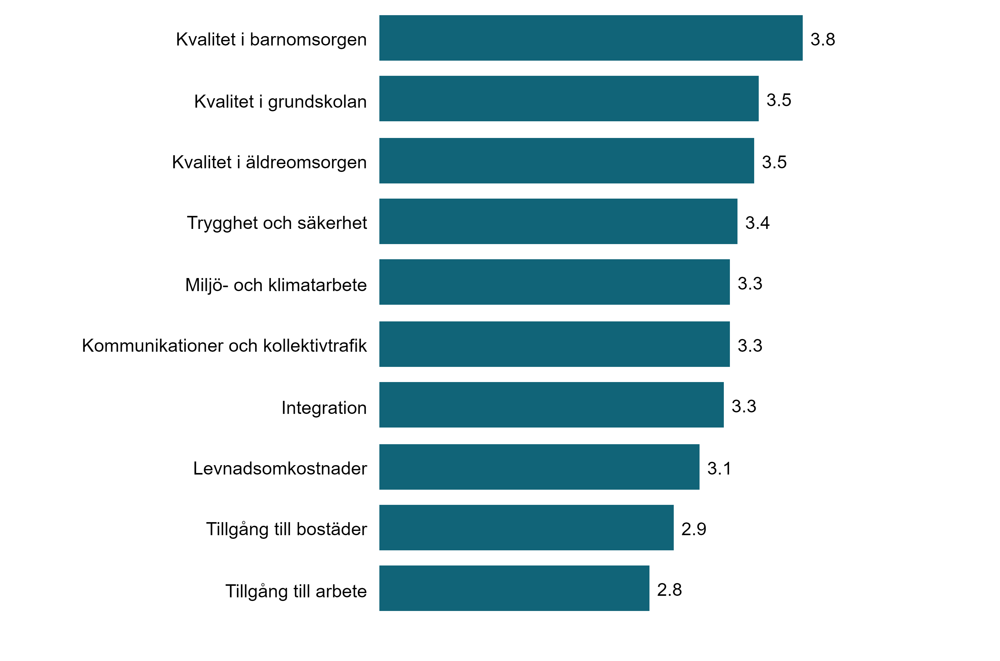 Kvalitet i barnomsorgen 3.8
Kvalitet i grundskolan 3.5
Kvalitet i äldreomsorgen 3.5
Trygghet och säkerhet 3.4
Miljö- och klimatarbete 3.3
Kommunikationer och kollektivtrafik 3.3
Integration 3.3
Levnadsomkostnader 3.1
Tillgång till bostäder 2.9
Tillgång till arbete 2.8